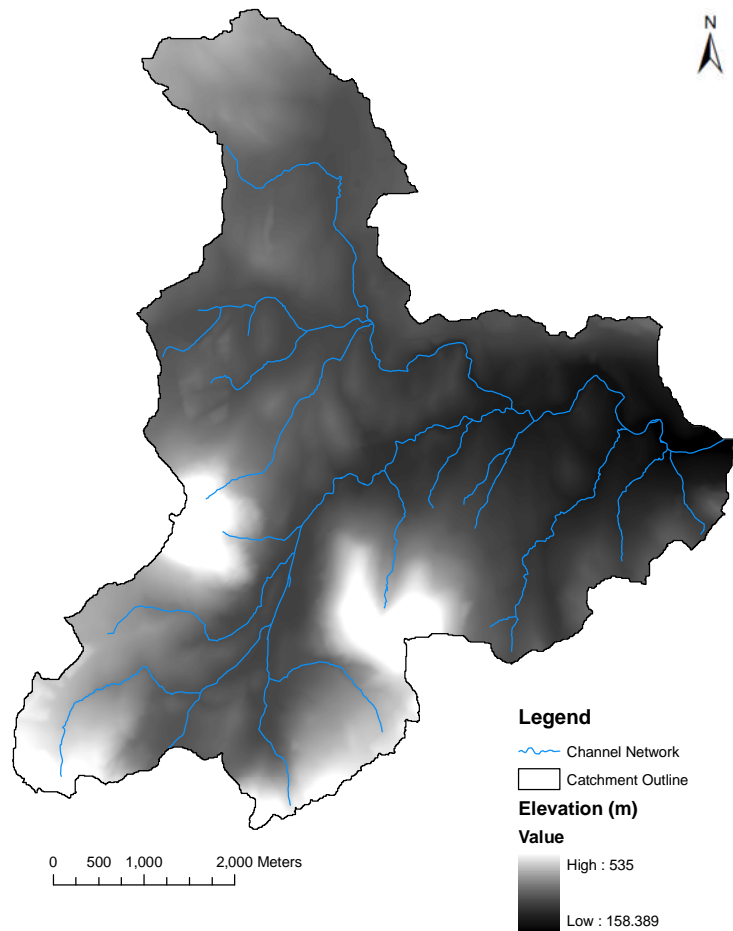 N
Legend
Channel Network
Catchment Outline
Elevation (m)
Value
High : 535
Low : 158.389
0 500 1,000 2,000 Meters